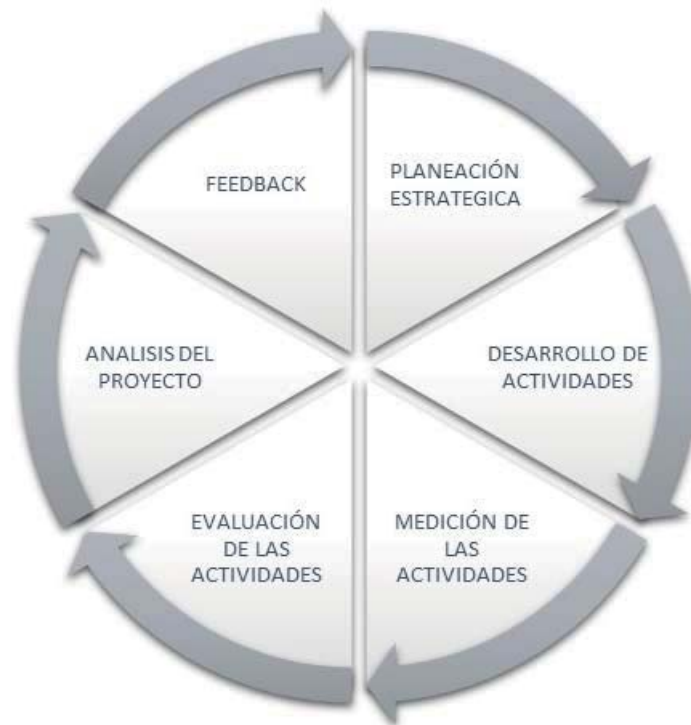 PLANEACIÓN
ESTRATEGICA
DESARROLLO DE
ACTIVIDADES
MEDICIÓN DE
LAS
ACTIVIDADES
EVALUACIÓN
DE LAS
ACTIVIDADES
ANALISIS DEL
PROYECTO
FEEDBACK